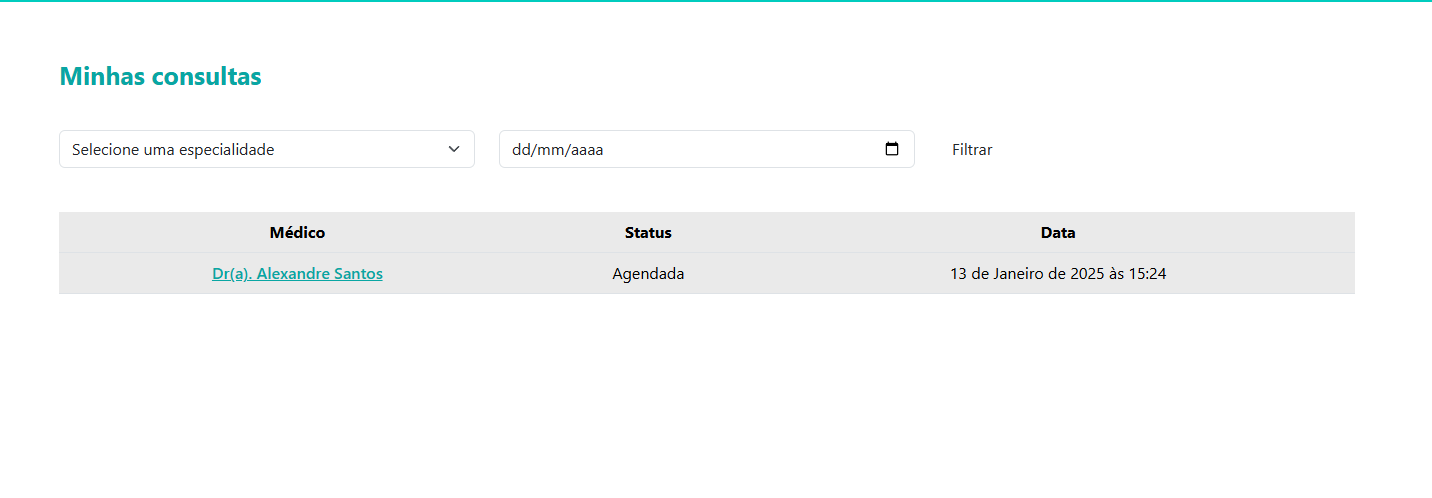 Minhas consultas
Selecione uma especialidade dd/mm/aaaa Filtrar
Médico Status Data
Dr(a). Alexandre Santos Agendada 13 de Janeiro de 2025 às 15:24